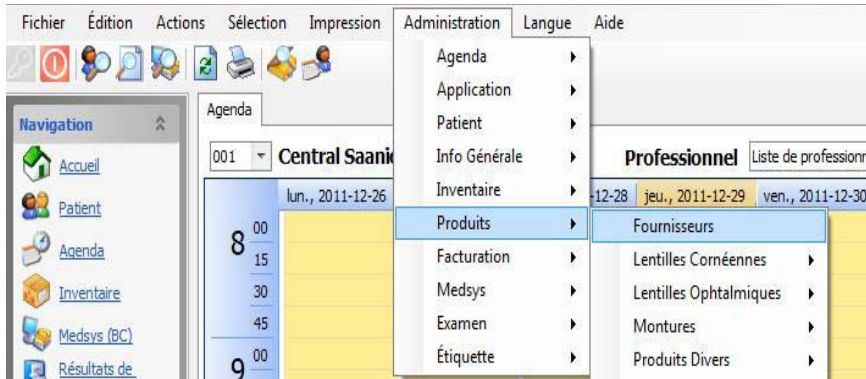 Fichier Édition Actions Sélection Impression Administration Langue Aide
Agenda
Application
Patient
Info Générale
Inventaire
Produits
Facturation
Medsys
Examen
Étiquette
Fournisseurs
Lentilles Cornéennes
Lentilles Ophtalmiques
Montures
Produits Divers
Navigation
Accueil
Patient
Agenda
Inventaire
Medsys (BC)
Résultats de
Agenda
001 Central Saani Professionnel Liste de profession
lun., 2011-12-26 -12-28 jeu., 2011-12-29 ven., 2011-12-30
8 00
15
30
45
9 00